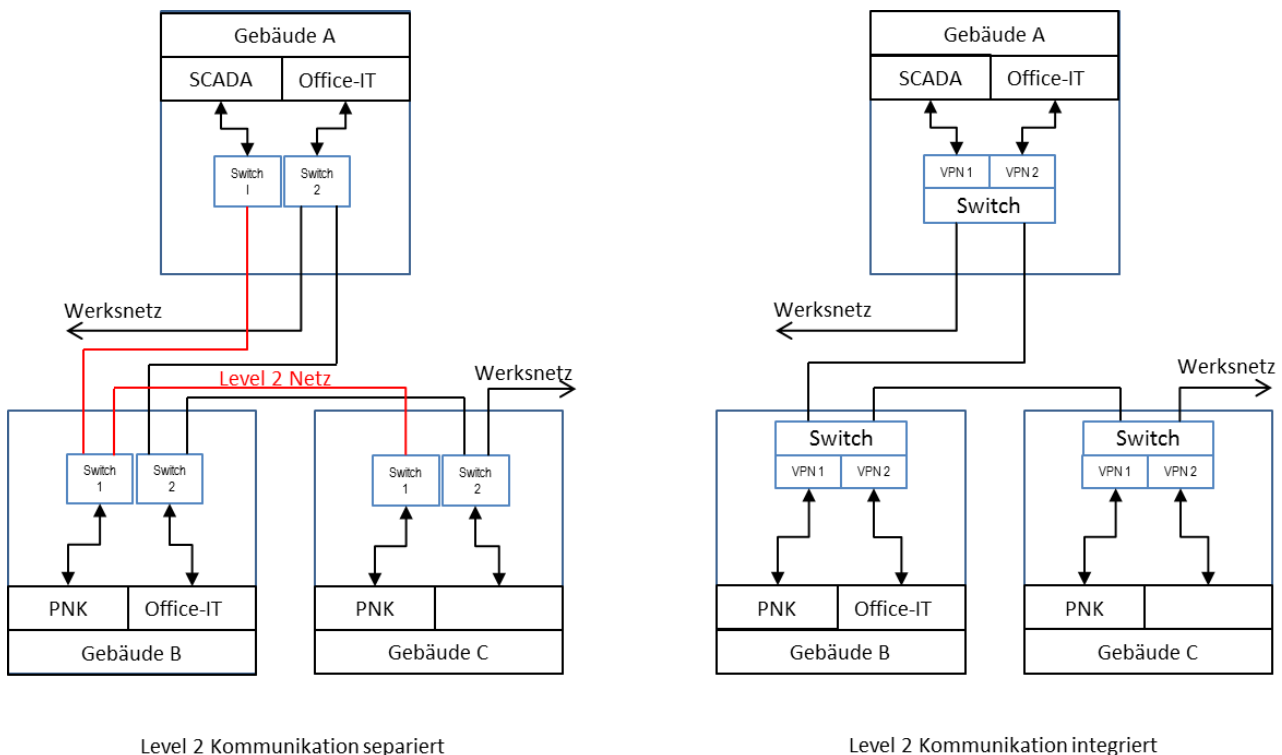 Gebäude A
SCADA
Office-IT
Switch
I
Switch
2
Werksnetz
Level 2 Netz
Werksnetz
Switch
1
Switch
2
Switch
1
Switch
2
PNK
Office-IT
PNK
Gebäude B
Gebäude C
Level 2 Kommunikation separiert
Gebäude A
SCADA
Office-IT
VPN 1
VPN 2
Switch
Werksnetz
Werksnetz
Switch
VPN 1
VPN 2
Switch
VPN 1
VPN 2
PNK
Office-IT
PNK
Gebäude B
Gebäude C
Level 2 Kommunikation integriert